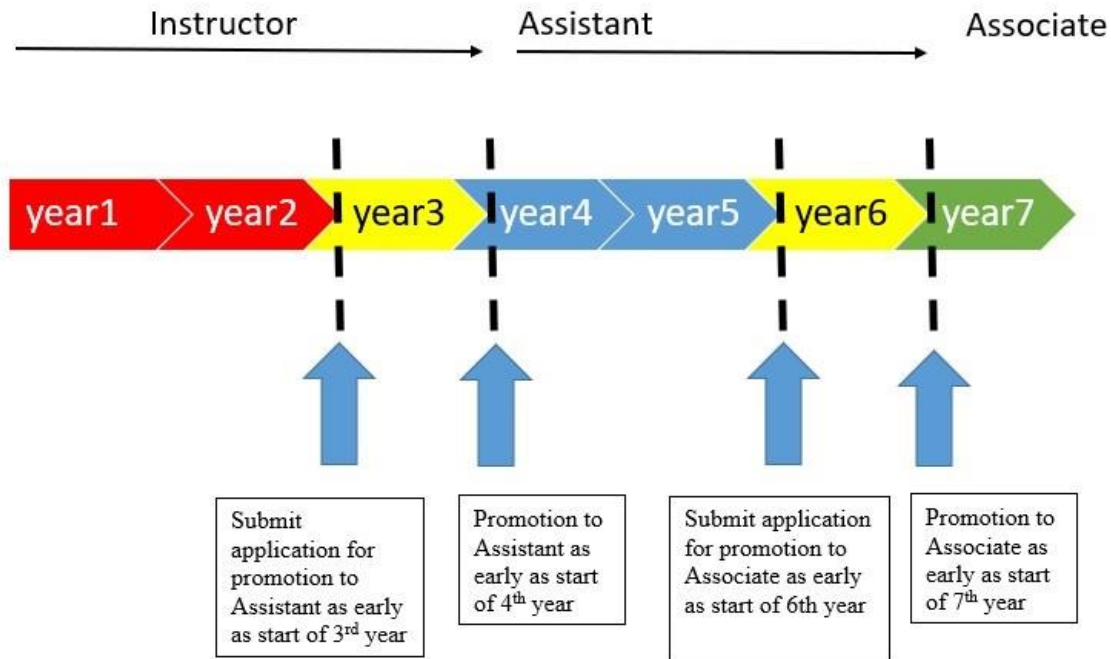 Instructor
Assistant
Associate
year1
year2
year3
year4
year5
year6
year7
Submit
application for
promotion to
Assistant as early
as start of 3rd year
Promotion to
Assistant as
early as start
of 4th year
Submit application
for promotion to
Associate as early
as start of 6th year
Promotion to
Associate as
early as start
of 7th year